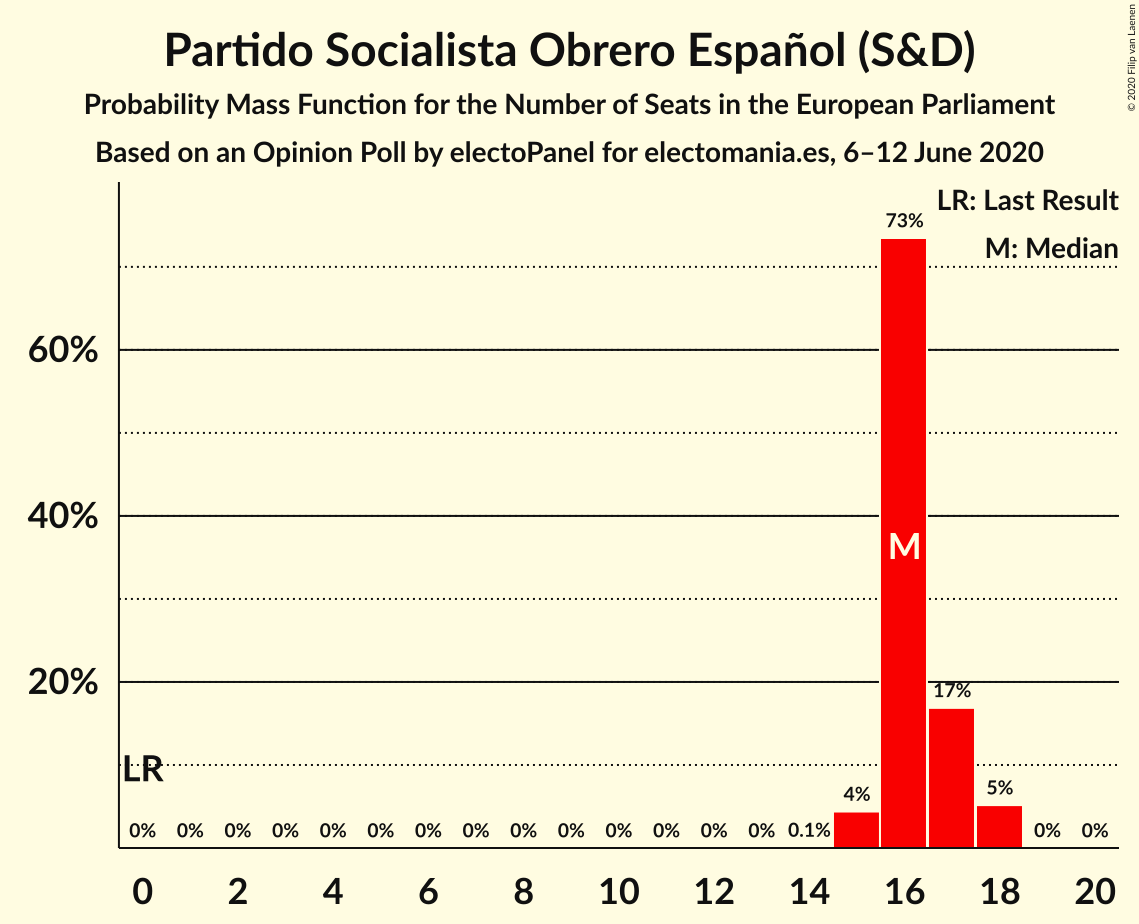 Partido Socialista Obrero Español (S&D)
Probability Mass Function for the Number of Seats in the European Parliament
Based on an Opinion Poll by electoPanel for electomania.es, 6–12 June 2020
© 2020 Filip van Laenen
LR: Last Result
M: Median
73%
60%
40%
M
20%
17%
LR
5%
4%
0% 0% 0% 0% 0% 0% 0% 0% 0% 0% 0% 0% 0% 0% 0.1% 0% 0%
0 2 4 6 8 10 12 14 16 18 20